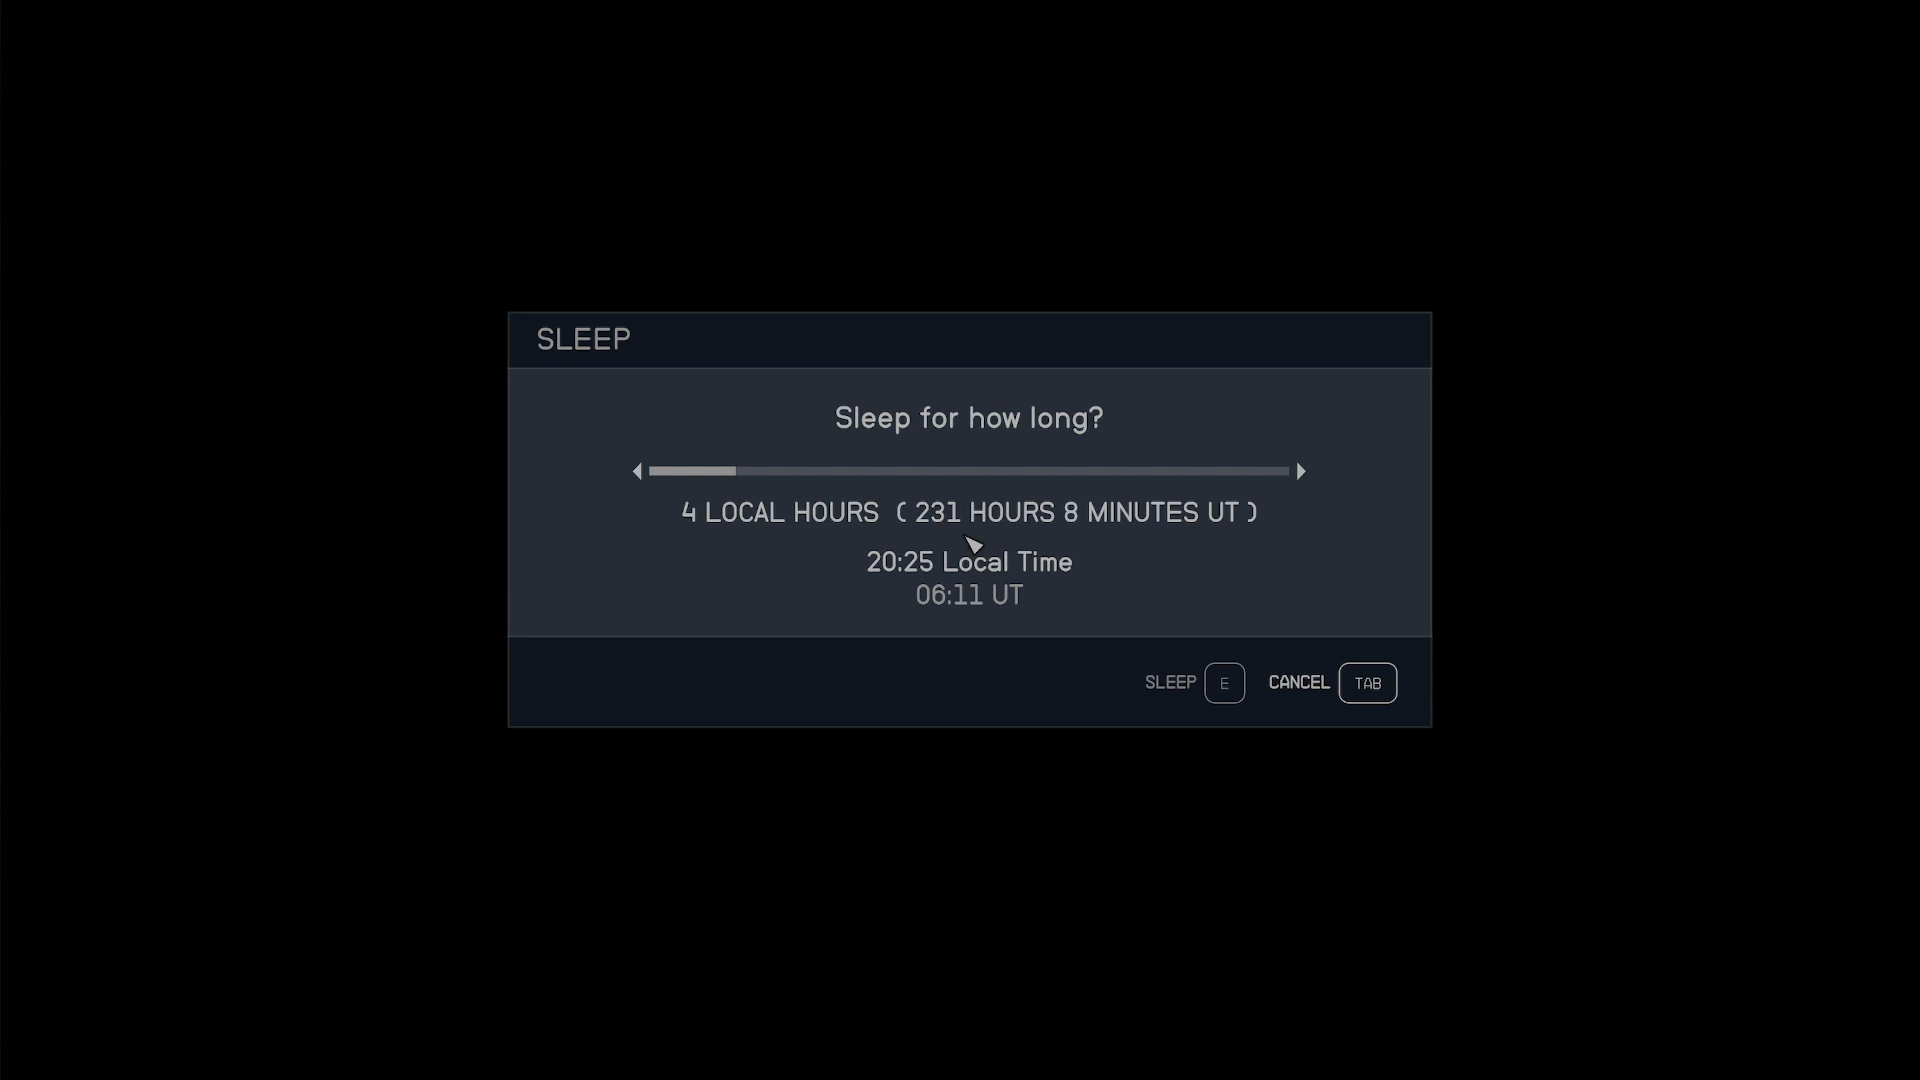 SLEEP
Sleep for how long?
4 LOCAL HOURS ( 231 HOURS 8 MINUTES UT )
20:25 Local Time
06:11 UT
SLEEP E CANCEL TAB